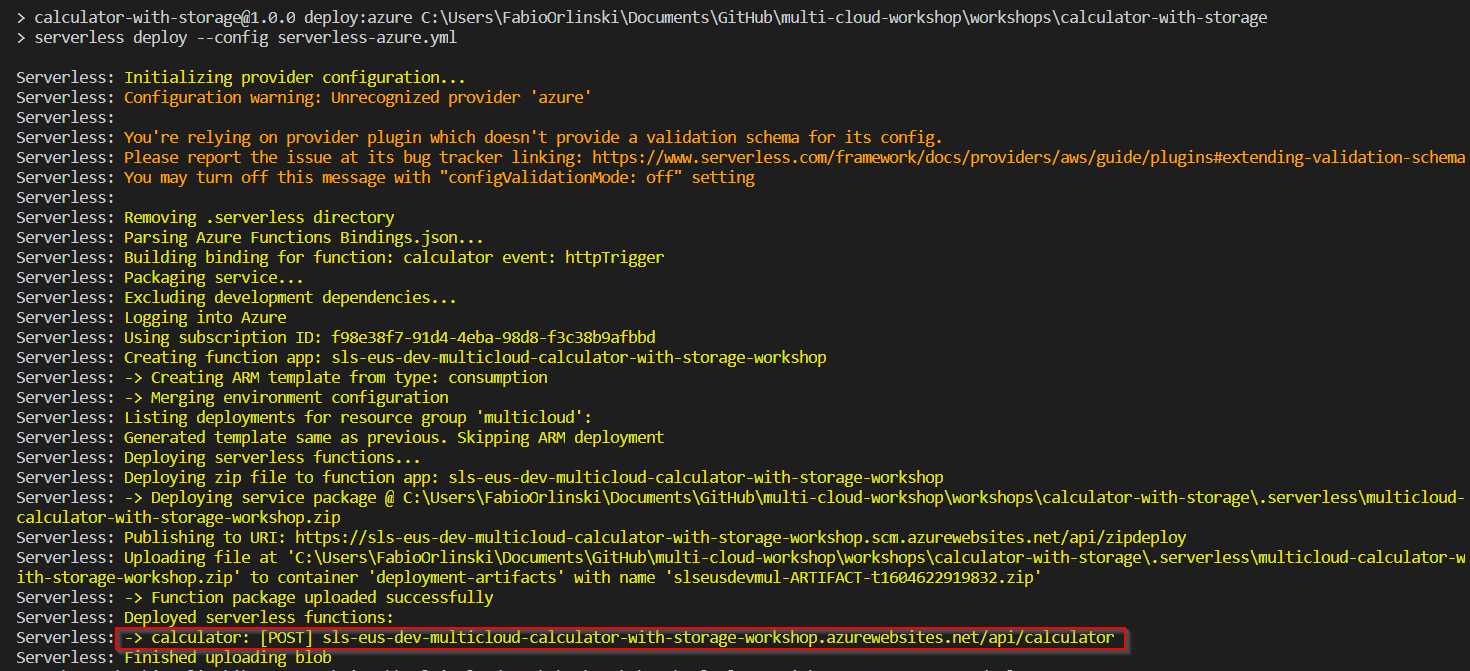 > calculator-with-storage@1.0.0 deploy:azure C:\Users\FabioOrlinski\Documents\GitHub\multi-cloud-workshop\workshops\calculator-with-storage
> serverless deploy --config serverless-azure.yml
Serverless: Initializing provider configuration...
Serverless: Configuration warning: Unrecognized provider 'azure'
Serverless:
Serverless: You're relying on provider plugin which doesn't provide a validation schema for its config.
Serverless: Please report the issue at its bug tracker linking: https://www.serverless.com/framework/docs/providers/aws/guide/plugins#extending-validation-schema
Serverless: You may turn off this message with "configValidationMode: off" setting
Serverless:
Serverless: Removing .serverless directory
Serverless: Parsing Azure Functions Bindings.json...
Serverless: Building binding for function: calculator event: httpTrigger
Serverless: Packaging service...
Serverless: Excluding development dependencies...
Serverless: Logging into Azure
Serverless: Using subscription ID: f98e38f7-91d4-4eba-98d8-f3c38b9afbbd
Serverless: Creating function app: sls-eus-dev-multicloud-calculator-with-storage-workshop
Serverless: -> Creating ARM template from type: consumption
Serverless: -> Merging environment configuration
Serverless: Listing deployments for resource group 'multicloud':
Serverless: Generated template same as previous. Skipping ARM deployment
Serverless: Deploying serverless functions...
Serverless: Deploying zip file to function app: sls-eus-dev-multicloud-calculator-with-storage-workshop
Serverless: -> Deploying service package @ C:\Users\FabioOrlinski\Documents\GitHub\multi-cloud-workshop\workshops\calculator-with-storage\.serverless\multicloud-
calculator-with-storage-workshop.zip
Serverless: Publishing to URI: https://sls-eus-dev-multicloud-calculator-with-storage-workshop.scm.azurewebsites.net/api/zipdeploy
Serverless: Uploading file at 'C:\Users\FabioOrlinski\Documents\GitHub\multi-cloud-workshop\workshops\calculator-with-storage\.serverless\multicloud-calculator-w
ith-storage-workshop.zip' to container 'deployment-artifacts' with name 'slseusdevmul-ARTIFACT-t1604622919832.zip'
Serverless: -> Function package uploaded successfully
Serverless: Deployed serverless functions:
Serverless: -> calculator: [POST] sls-eus-dev-multicloud-calculator-with-storage-workshop.azurewebsites.net/api/calculator
Serverless: Finished uploading blob